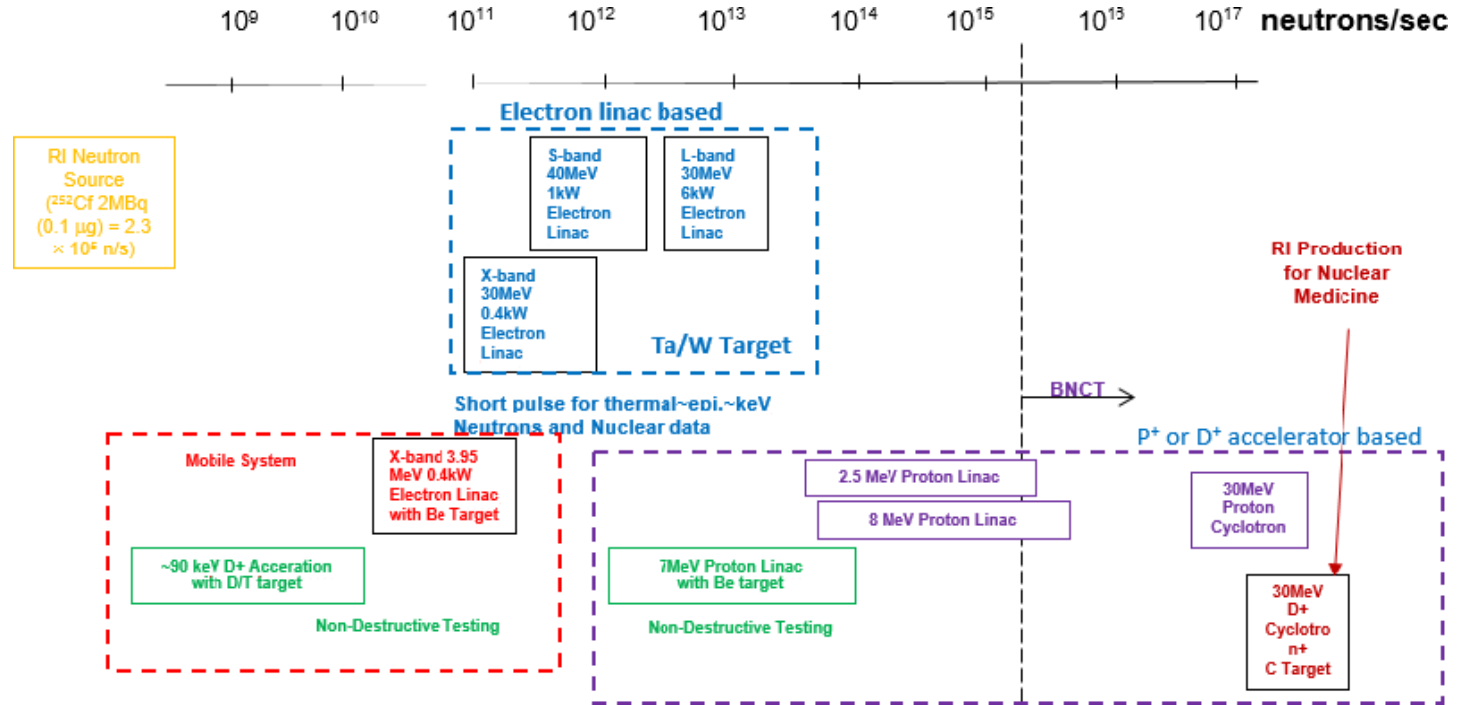 10⁹ 10¹⁰ 10¹¹ 10¹² 10¹³ 10¹⁴ 10¹⁵ 10¹⁶ 10¹⁷ neutrons/sec
Electron linac based
RI Neutron
Source
(²⁵²Cf 2MBq
(0.1 μg) = 2.3
× 10⁵ n/s)
S-band
40MeV
1kW
Electron
Linac
L-band
30MeV
6kW
Electron
Linac
X-band
30MeV
0.4kW
Electron
Linac
Ta/W Target
RI Production
for Nuclear
Medicine
Short pulse for thermal~epi.~keV
Neutrons and Nuclear data
BNCT
P⁺ or D⁺ accelerator based
Mobile System
X-band 3.95
MeV 0.4kW
Electron Linac
with Be Target
2.5 MeV Proton Linac
8 MeV Proton Linac
30MeV
Proton
Cyclotron
~90 keV D+ Acceration
with D/T target
7MeV Proton Linac
with Be target
Non-Destructive Testing
Non-Destructive Testing
30MeV
D+
Cyclotro
n+
C Target